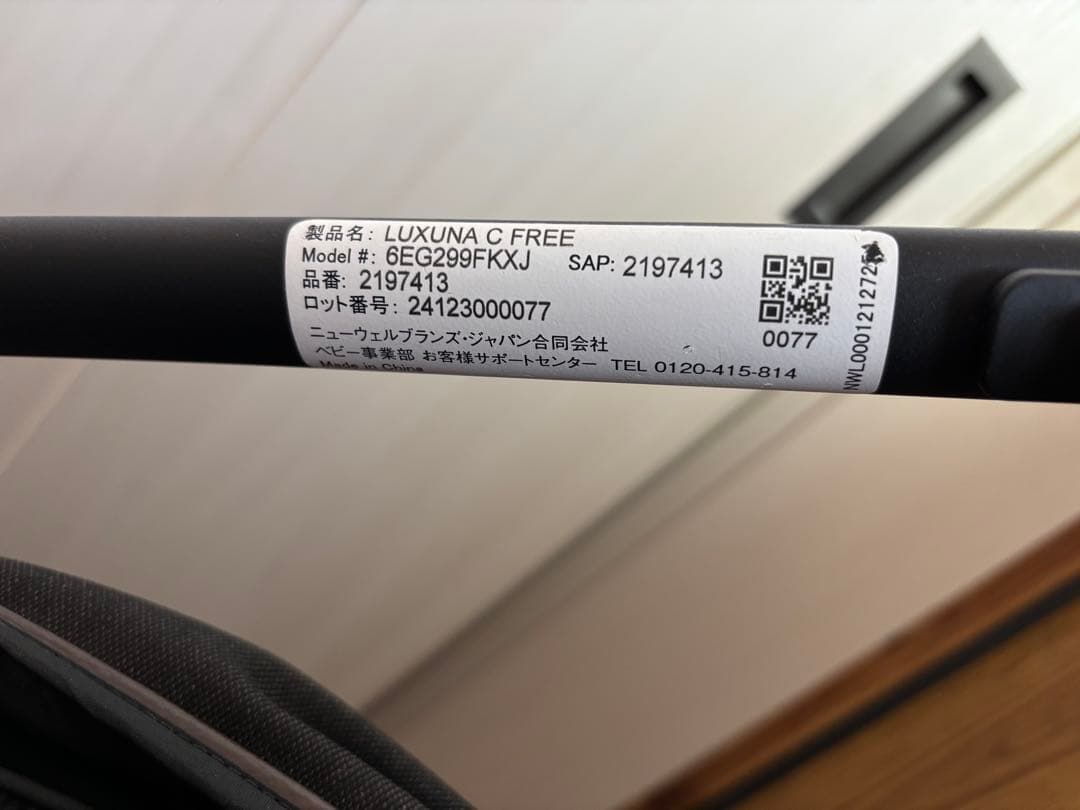 製品名: LUXUNA C FREE
Model #: 6EG299FKXJ SAP: 2197413
品番: 2197413
ロット番号: 24123000077
ニューウェルブランズ・ジャパン合同会社
ベビー事業部 お客様サポートセンター TEL 0120-415-814
Made in China
0077